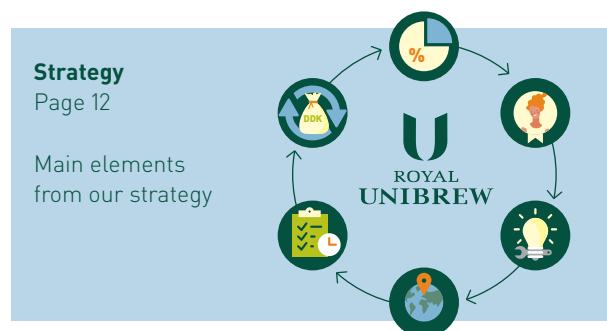 Strategy
Page 12
Main elements
from our strategy
%
DDK
ROYAL
UNIBREW